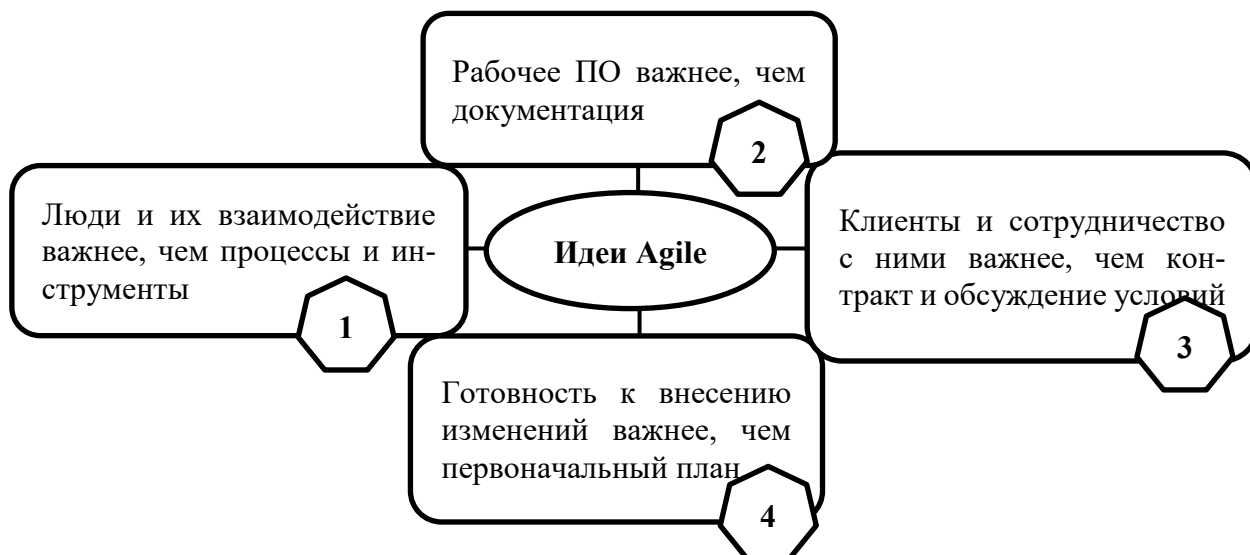 Рабочее ПО важнее, чем
документация
2
Люди и их взаимодействие
важнее, чем процессы и ин-
струменты
1
Идеи Agile
Клиенты и сотрудничество
с ними важнее, чем кон-
тракт и обсуждение условий
3
Готовность к внесению
изменений важнее, чем
первоначальный план
4